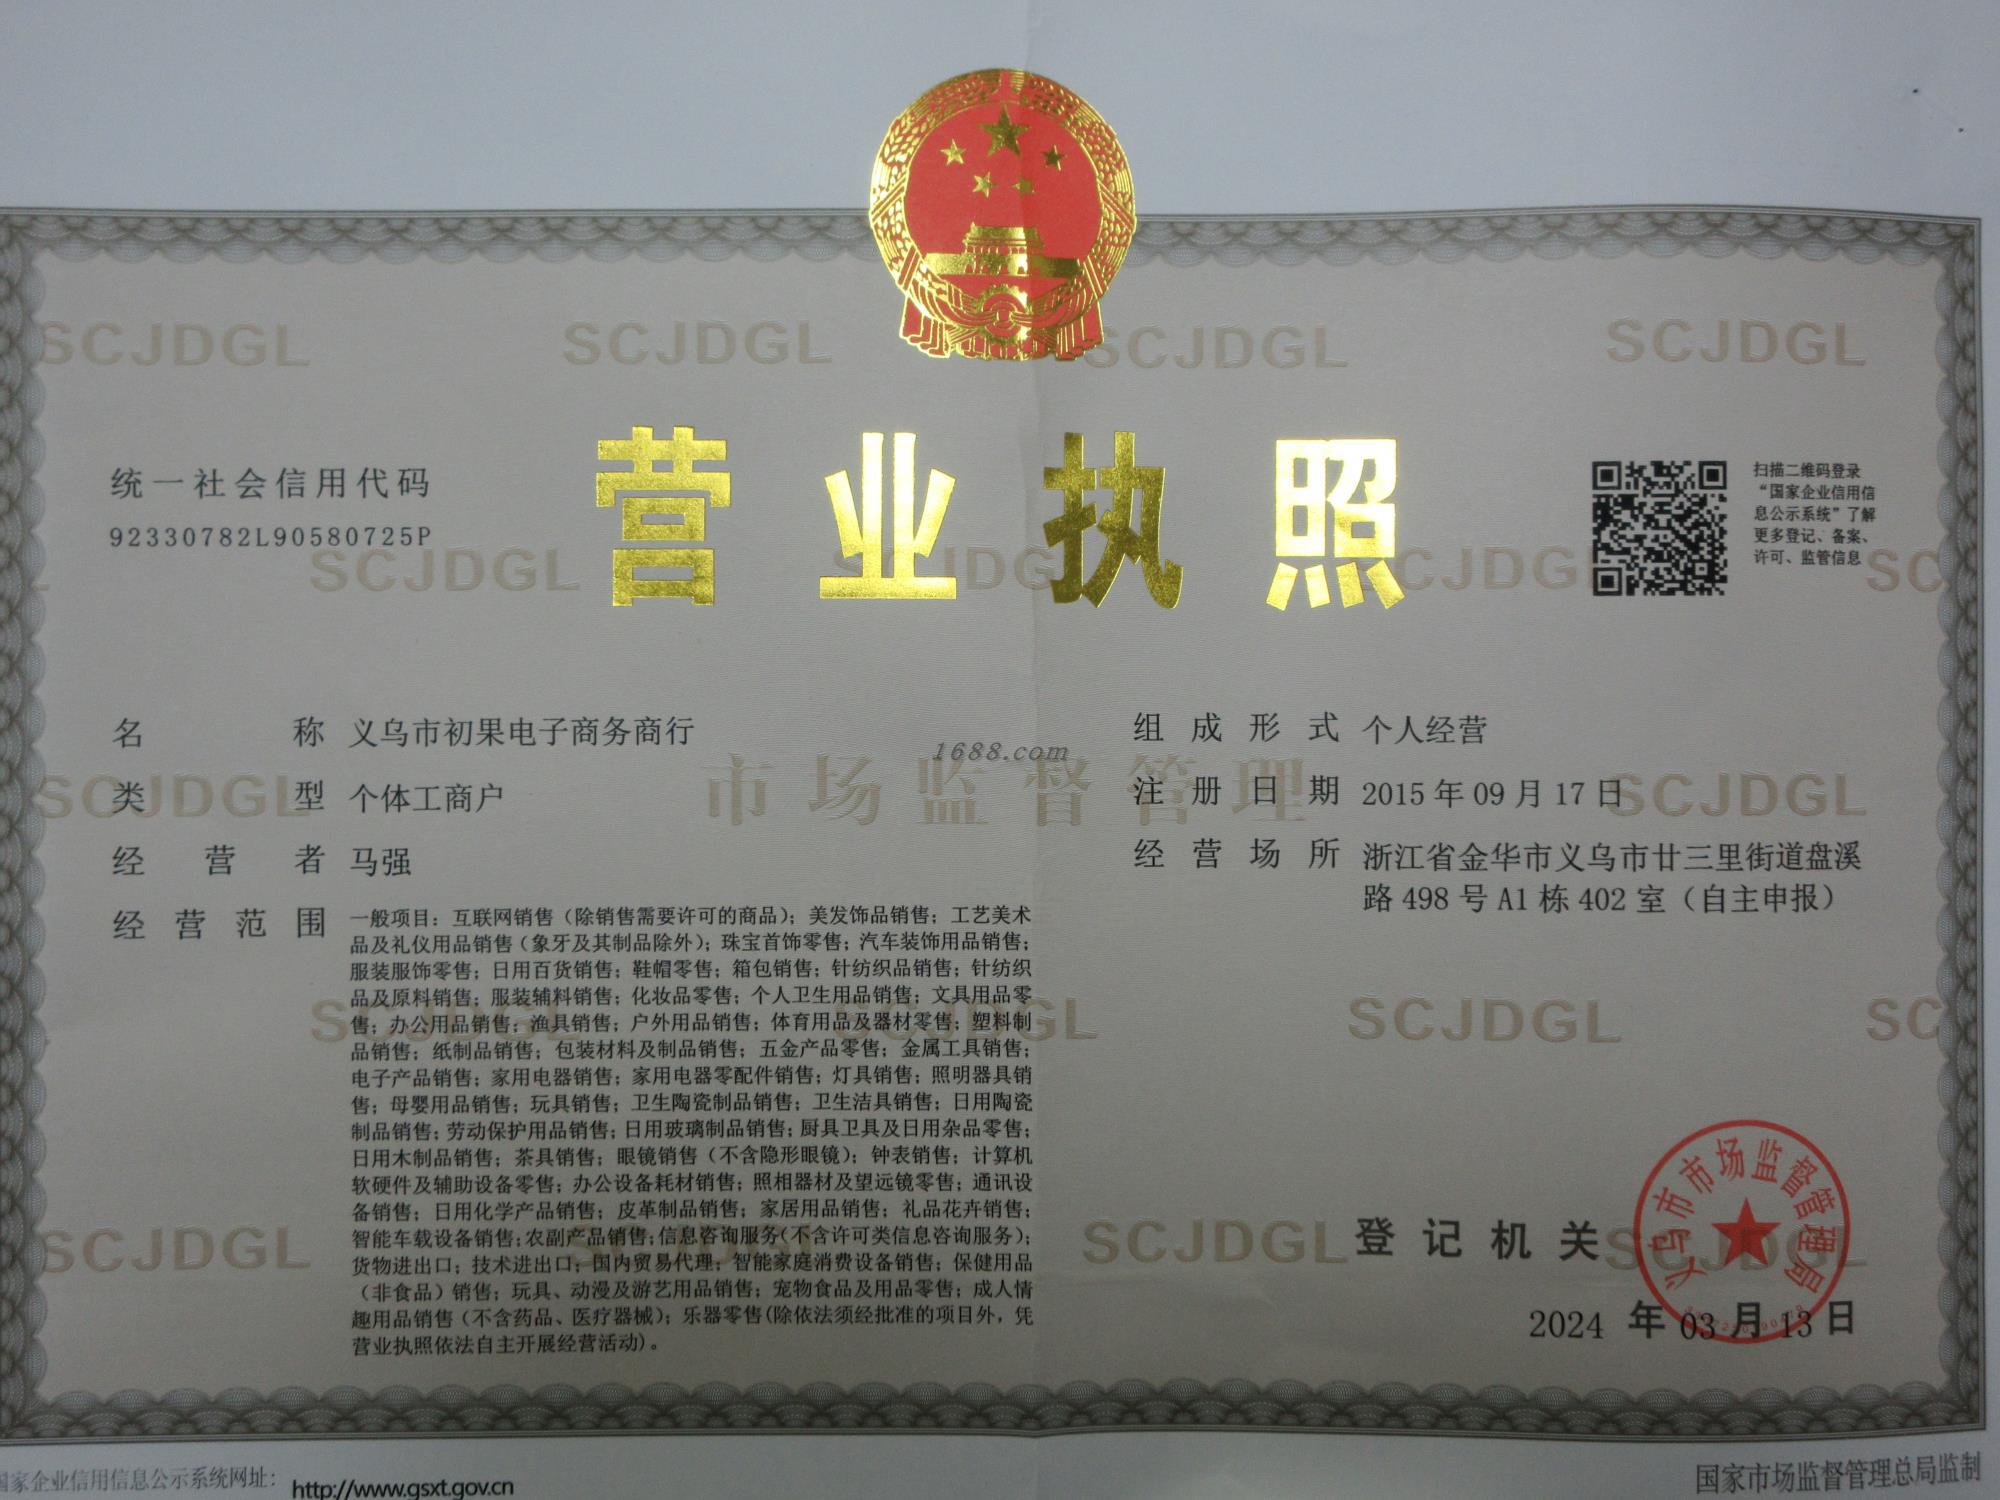 SCJDGL SCJDGL SCJDGL SCJDGL
营业执照
统一社会信用代码
92330782L90580725P
扫描二维码登录
“国家企业信用信
息公示系统”了解
更多登记、备案、
许可、监管信息
SCJDGL SCJDGL SCJDGL SC
名称 义乌市初果电子商务商行
类型 个体工商户
经营者 马强
经营范围 一般项目：互联网销售（除销售需要许可的商品）；美发饰品销售；工艺美术
品及礼仪用品销售（象牙及其制品除外）；珠宝首饰零售；汽车装饰用品销售；
服装服饰零售；日用百货销售；鞋帽零售；箱包销售；针纺织品销售；针纺织
品及原料销售；服装辅料销售；化妆品零售；个人卫生用品销售；文具用品零
售；办公用品销售；渔具销售；户外用品销售；体育用品及器材零售；塑料制
品销售；纸制品销售；包装材料及制品销售；五金产品零售；金属工具销售；
电子产品销售；家用电器销售；家用电器零配件销售；灯具销售；照明器具销
售；母婴用品销售；玩具销售；卫生陶瓷制品销售；卫生洁具销售；日用陶瓷
制品销售；劳动保护用品销售；日用玻璃制品销售；厨具卫具及日用杂品零售；
日用木制品销售；茶具销售；眼镜销售（不含隐形眼镜）；钟表销售；计算机
软硬件及辅助设备零售；办公设备耗材销售；照相器材及望远镜零售；通讯设
备销售；日用化学产品销售；皮革制品销售；家居用品销售；礼品花卉销售；
智能车载设备销售；农副产品销售；信息咨询服务（不含许可类信息咨询服务）；
货物进出口；技术进出口；国内贸易代理；智能家庭消费设备销售；保健用品
（非食品）销售；玩具、动漫及游艺用品销售；宠物食品及用品零售；成人情
趣用品销售（不含药品、医疗器械）；乐器零售(除依法须经批准的项目外，凭
营业执照依法自主开展经营活动)。
组成形式 个人经营
注册日期 2015年09月17日
经营场所 浙江省金华市义乌市廿三里街道盘溪
路498号A1栋402室（自主申报）
1688.com
市场监督管理
SCJDGL SCJDGL
SCJDGL SCJDGL SCJDGL SC
SCJDGL SCJDGL SCJDGL SCJDGL
登记机关
义乌市市场监督管理局
2024年03月13日
国家企业信用信息公示系统网址：http://www.gsxt.gov.cn
国家市场监督管理总局监制